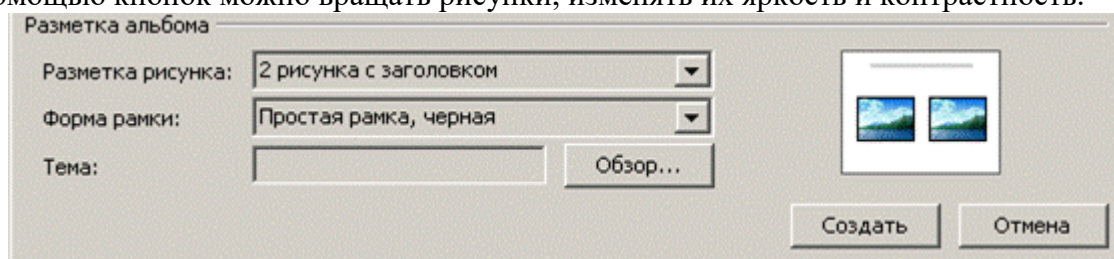 помощью кнопок можно вращать рисунки, изменять их яркость и контрастность.
Разметка альбома
Разметка рисунка: 2 рисунка с заголовком
Форма рамки: Простая рамка, черная
Тема: Обзор...
Создать Отмена